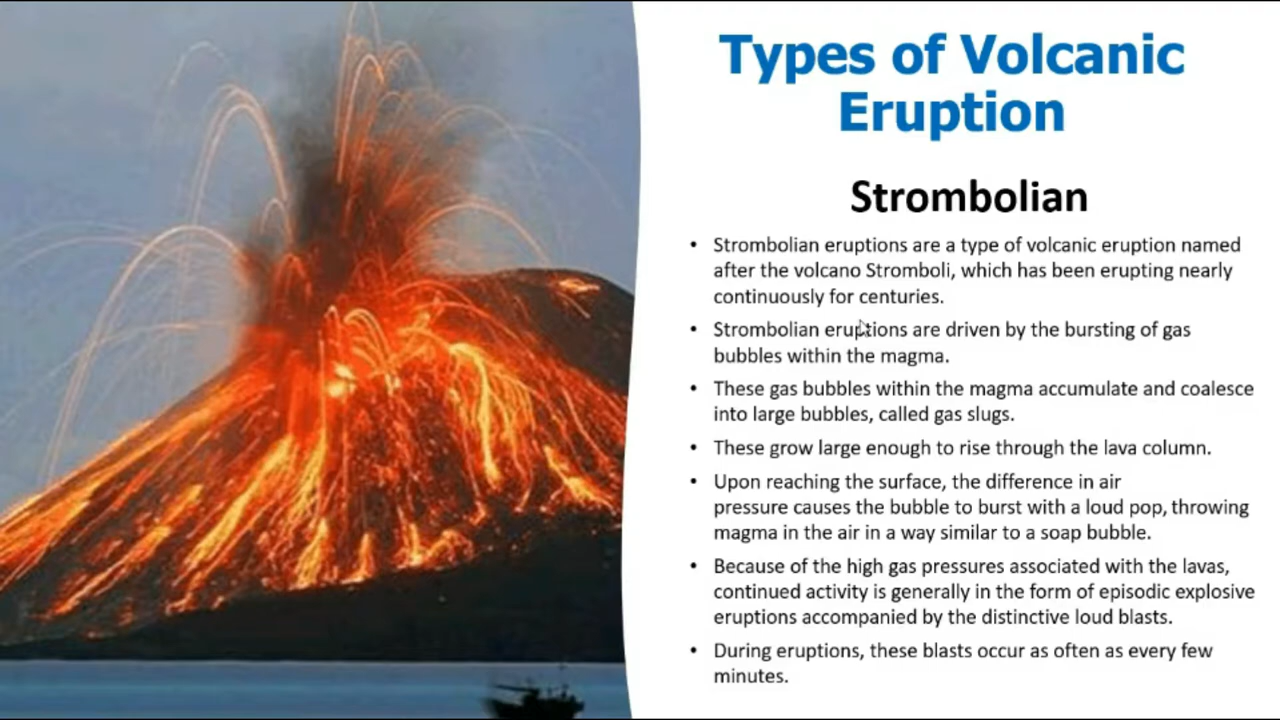 Types of Volcanic
Eruption
Strombolian
• Strombolian eruptions are a type of volcanic eruption named
after the volcano Stromboli, which has been erupting nearly
continuously for centuries.
• Strombolian eruptions are driven by the bursting of gas
bubbles within the magma.
• These gas bubbles within the magma accumulate and coalesce
into large bubbles, called gas slugs.
• These grow large enough to rise through the lava column.
• Upon reaching the surface, the difference in air
pressure causes the bubble to burst with a loud pop, throwing
magma in the air in a way similar to a soap bubble.
• Because of the high gas pressures associated with the lavas,
continued activity is generally in the form of episodic explosive
eruptions accompanied by the distinctive loud blasts.
• During eruptions, these blasts occur as often as every few
minutes.